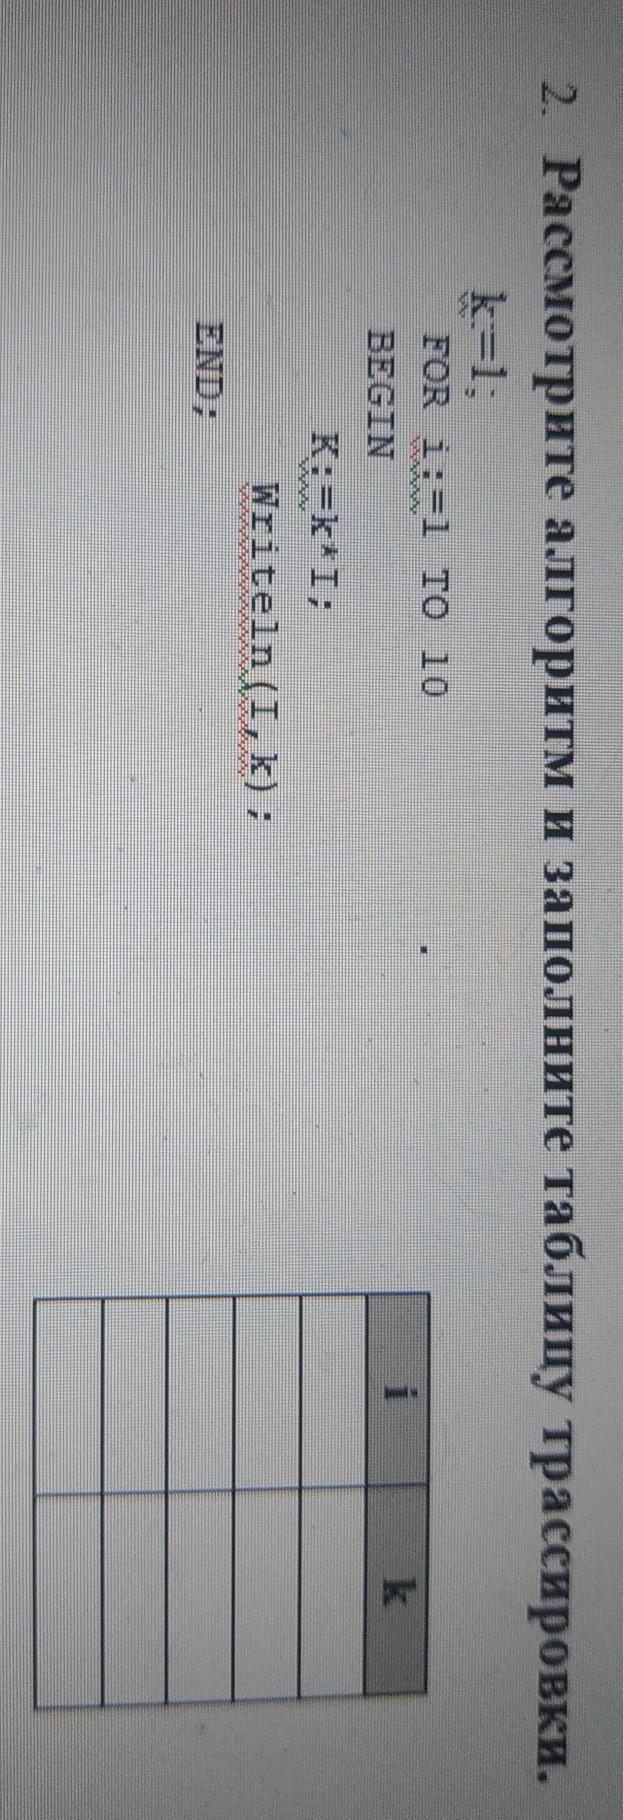 2. Рассмотрите алгоритм и заполните таблицу трассировки.
k:=1;
FOR i:=1 TO 10
BEGIN
K:=k*I;
Writeln(I,k);
END;
i k